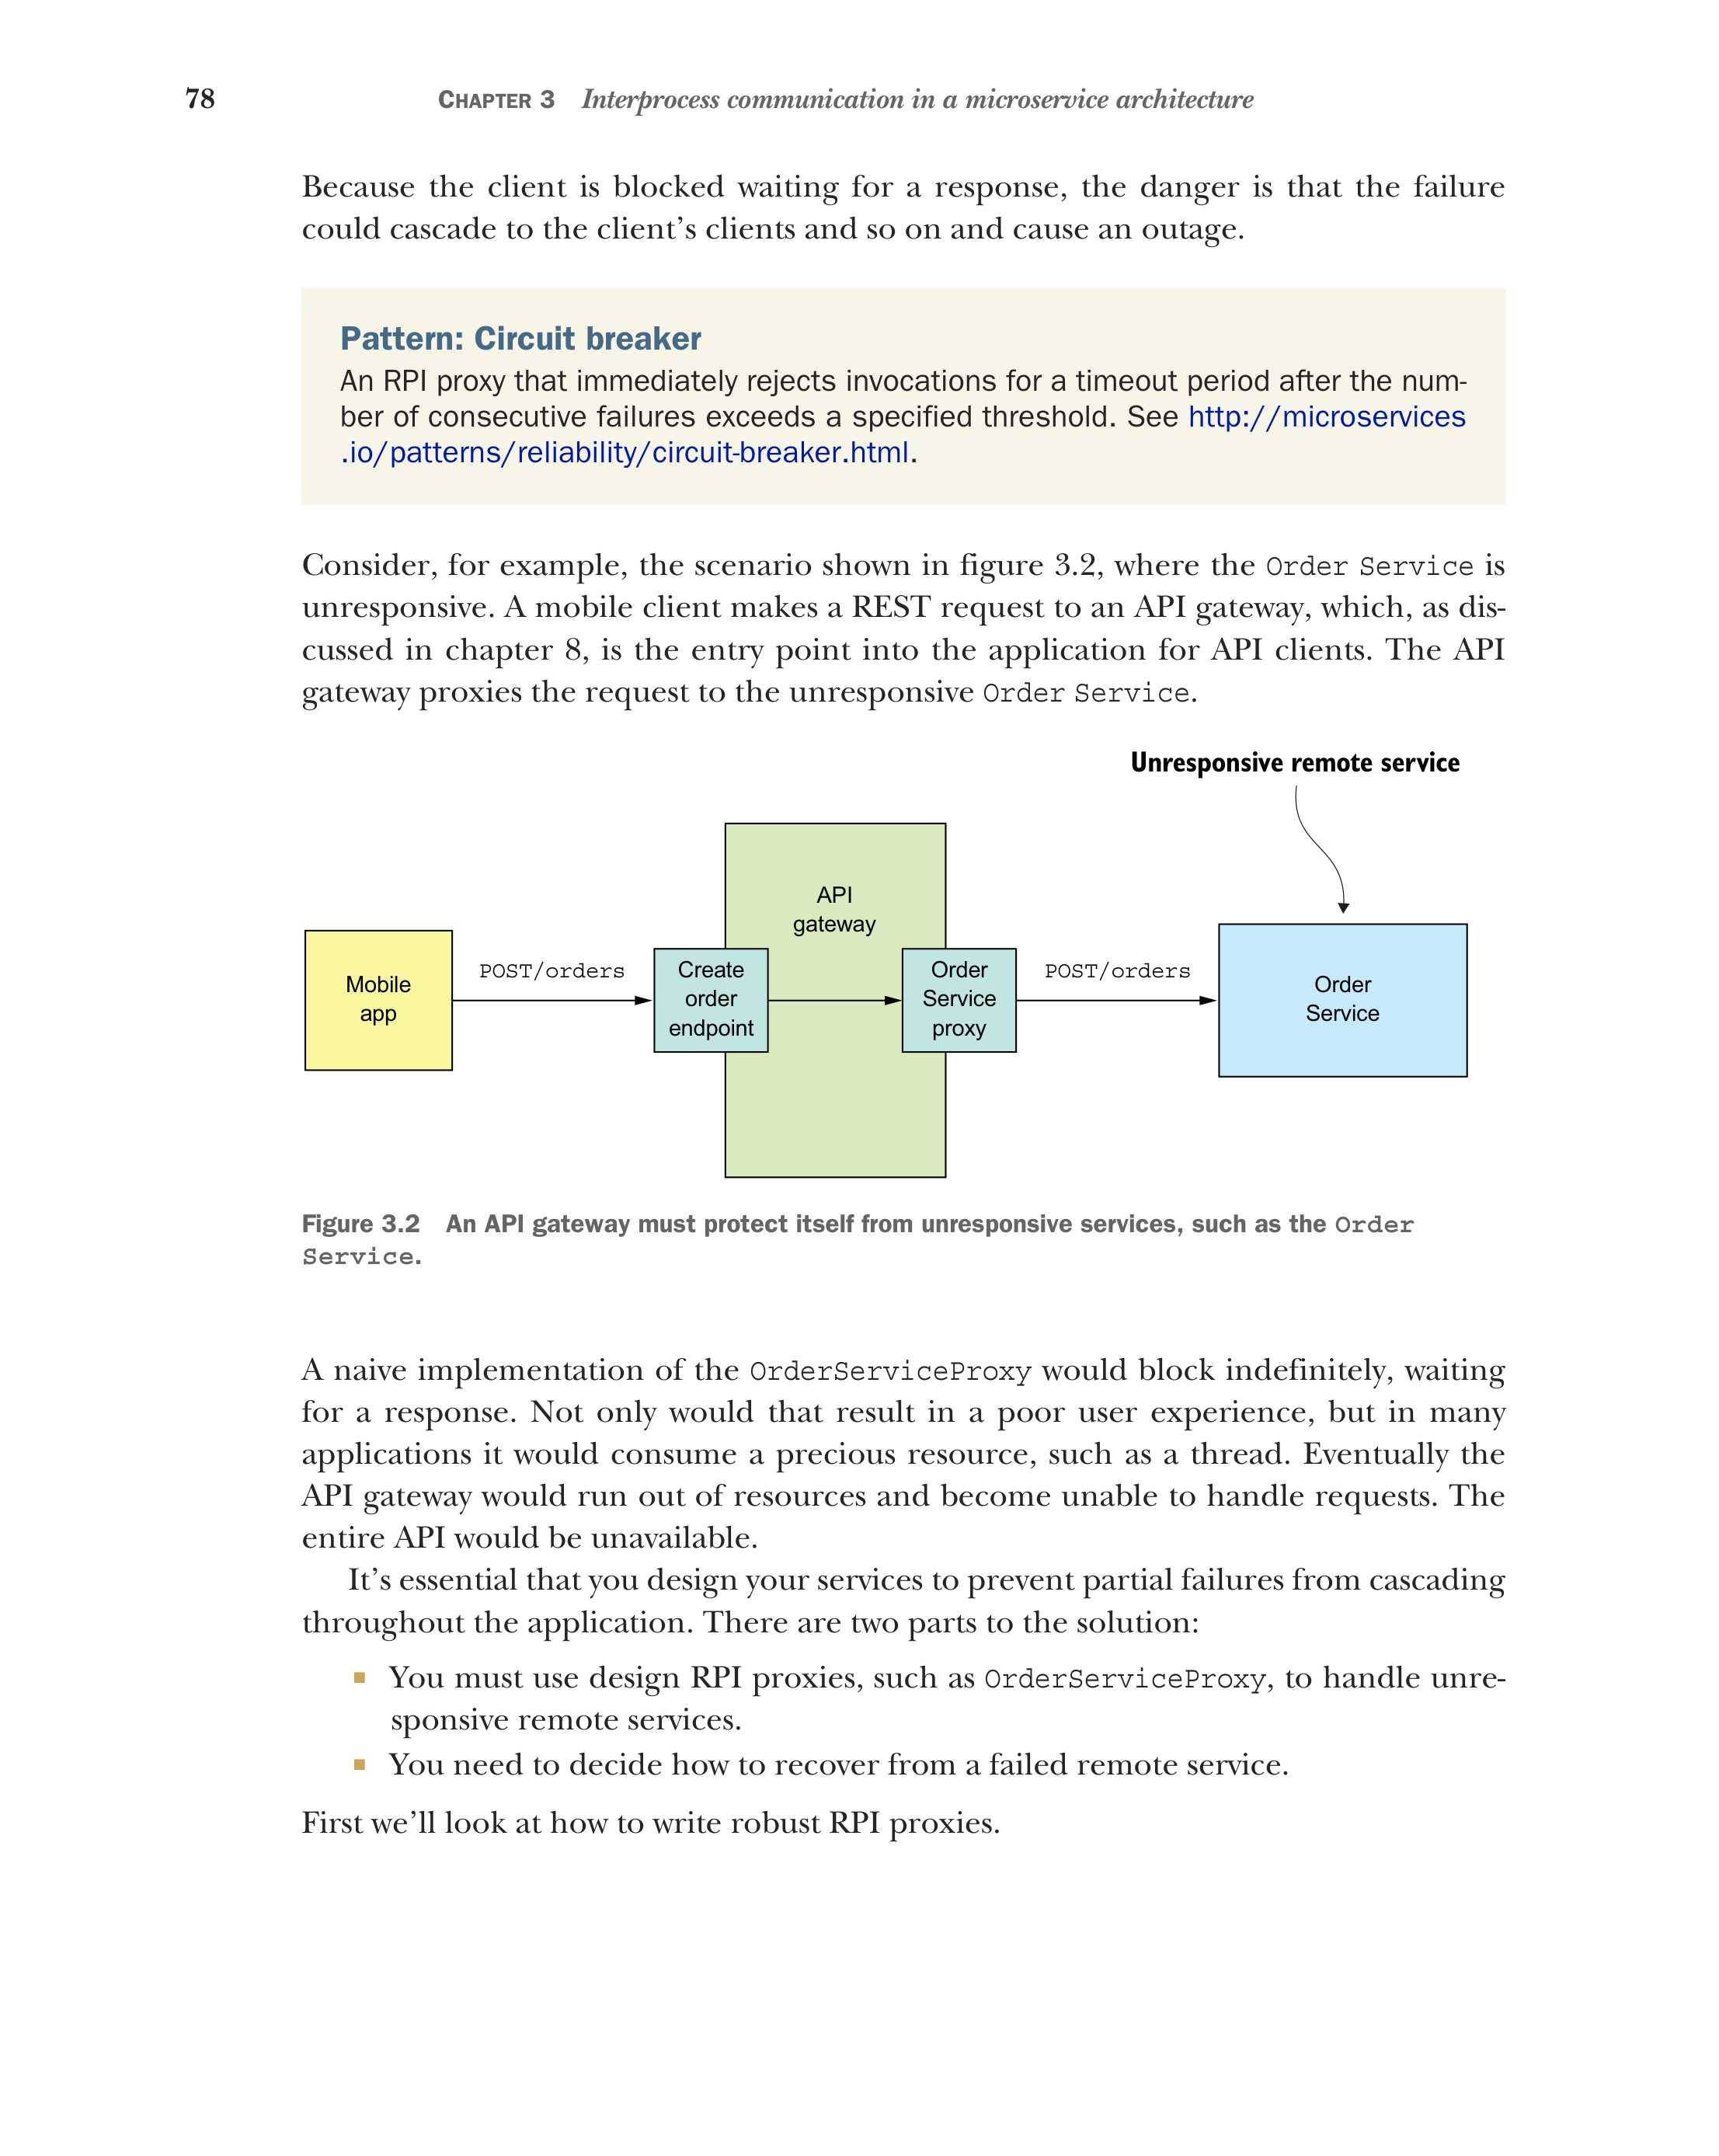 78
CHAPTER 3 Interprocess communication in a microservice architecture
Because the client is blocked waiting for a response, the danger is that the failure
could cascade to the client’s clients and so on and cause an outage.
Pattern: Circuit breaker
An RPI proxy that immediately rejects invocations for a timeout period after the num-
ber of consecutive failures exceeds a specified threshold. See http://microservices
.io/patterns/reliability/circuit-breaker.html.
Consider, for example, the scenario shown in figure 3.2, where the Order Service is
unresponsive. A mobile client makes a REST request to an API gateway, which, as dis-
cussed in chapter 8, is the entry point into the application for API clients. The API
gateway proxies the request to the unresponsive Order Service.
Unresponsive remote service
API
gateway
Mobile
app
POST/orders
Create
order
endpoint
Order
Service
proxy
POST/orders
Order
Service
Figure 3.2 An API gateway must protect itself from unresponsive services, such as the Order
Service.
A naive implementation of the OrderServiceProxy would block indefinitely, waiting
for a response. Not only would that result in a poor user experience, but in many
applications it would consume a precious resource, such as a thread. Eventually the
API gateway would run out of resources and become unable to handle requests. The
entire API would be unavailable.
It’s essential that you design your services to prevent partial failures from cascading
throughout the application. There are two parts to the solution:
■ You must use design RPI proxies, such as OrderServiceProxy, to handle unre-
sponsive remote services.
■ You need to decide how to recover from a failed remote service.
First we’ll look at how to write robust RPI proxies.